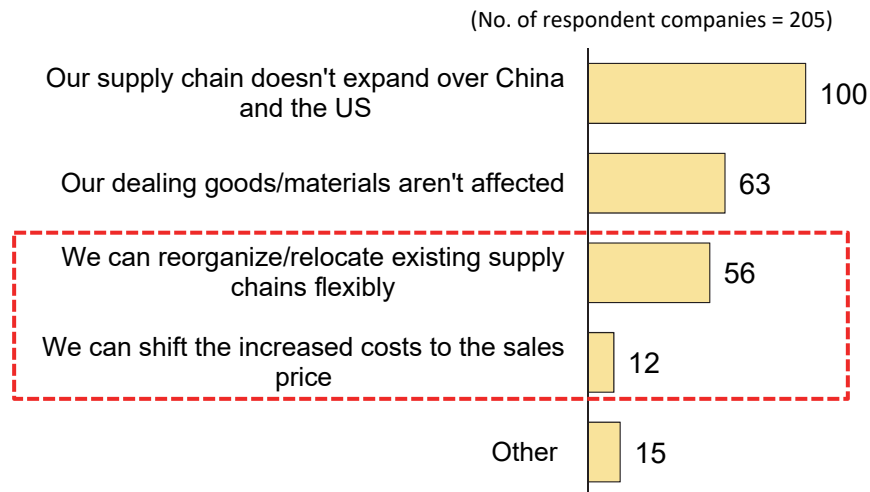 (No. of respondent companies = 205)
Our supply chain doesn't expand over China
and the US
100
Our dealing goods/materials aren't affected
63
We can reorganize/relocate existing supply
chains flexibly
56
We can shift the increased costs to the sales
price
12
Other
15